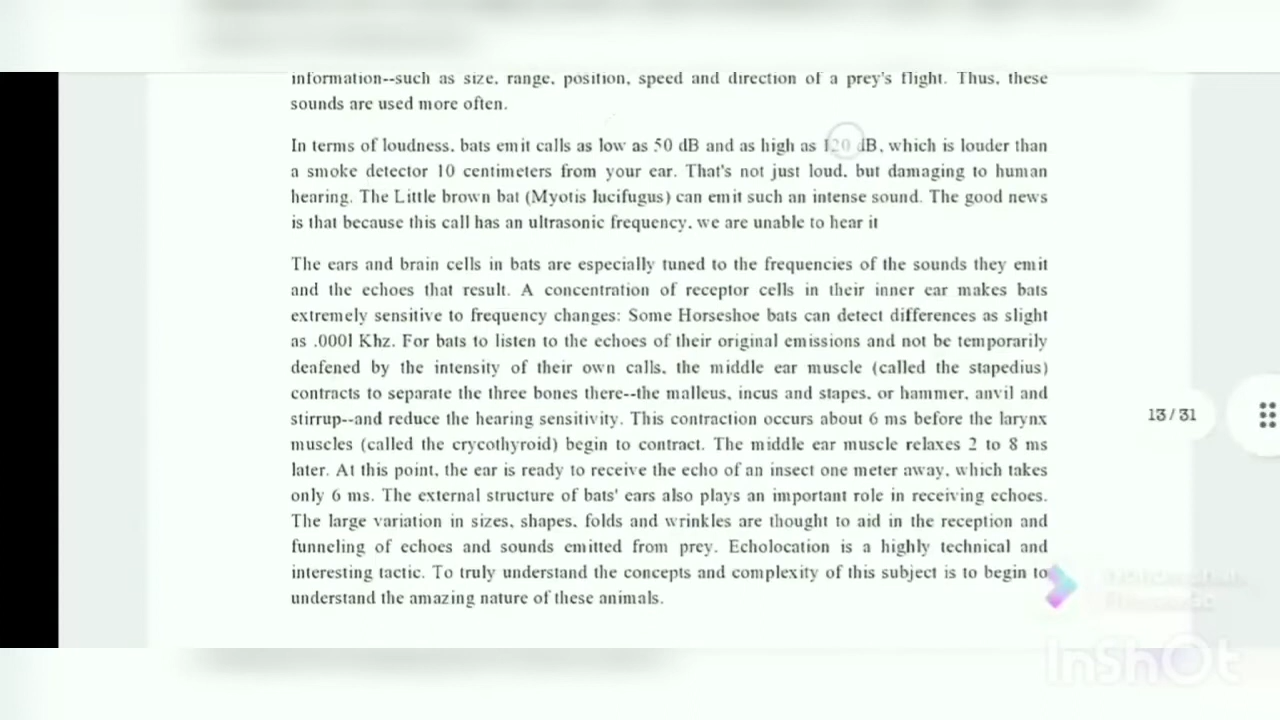 information--such as size, range, position, speed and direction of a prey's flight. Thus, these
sounds are used more often.
In terms of loudness, bats emit calls as low as 50 dB and as high as 120 dB, which is louder than
a smoke detector 10 centimeters from your ear. That's not just loud, but damaging to human
hearing. The Little brown bat (Myotis lucifugus) can emit such an intense sound. The good news
is that because this call has an ultrasonic frequency, we are unable to hear it
The ears and brain cells in bats are especially tuned to the frequencies of the sounds they emit
and the echoes that result. A concentration of receptor cells in their inner ear makes bats
extremely sensitive to frequency changes: Some Horseshoe bats can detect differences as slight
as .000l Khz. For bats to listen to the echoes of their original emissions and not be temporarily
deafened by the intensity of their own calls, the middle ear muscle (called the stapedius)
contracts to separate the three bones there--the malleus, incus and stapes, or hammer, anvil and
stirrup--and reduce the hearing sensitivity. This contraction occurs about 6 ms before the larynx
muscles (called the crycothyroid) begin to contract. The middle ear muscle relaxes 2 to 8 ms
later. At this point, the ear is ready to receive the echo of an insect one meter away, which takes
only 6 ms. The external structure of bats' ears also plays an important role in receiving echoes.
The large variation in sizes, shapes, folds and wrinkles are thought to aid in the reception and
funneling of echoes and sounds emitted from prey. Echolocation is a highly technical and
interesting tactic. To truly understand the concepts and complexity of this subject is to begin to
understand the amazing nature of these animals.
13 / 31
InShOt